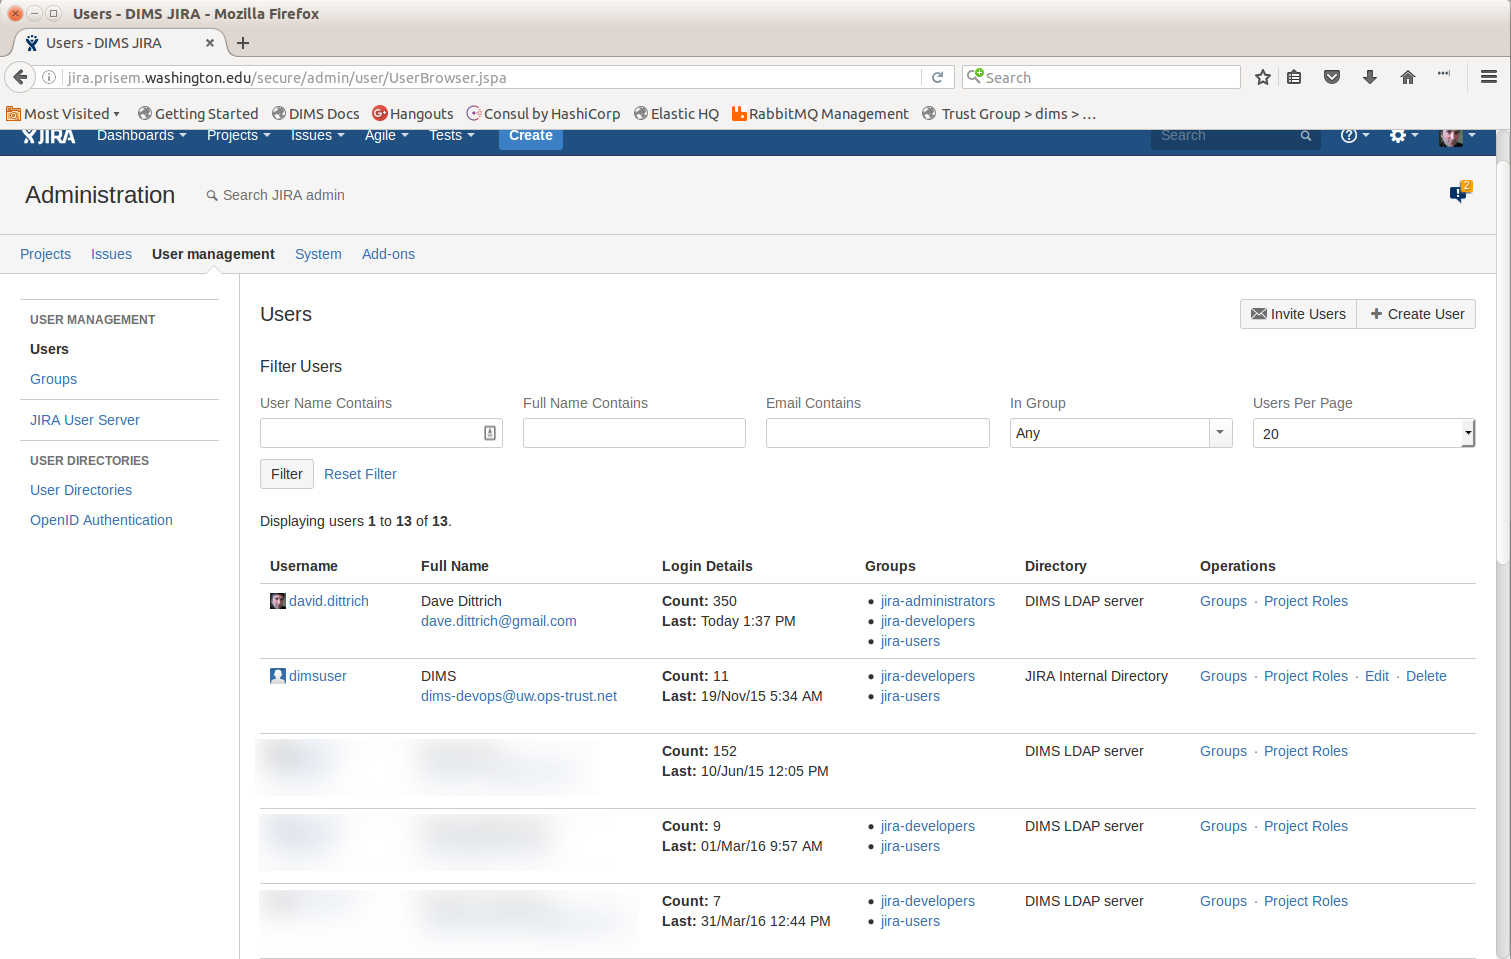 Users - DIMS JIRA - Mozilla Firefox
Users - DIMS JIRA
jira.prisem.washington.edu/secure/admin/user/UserBrowser.jspa
Search
Most Visited
Getting Started
DIMS Docs
Hangouts
Consul by HashiCorp
Elastic HQ
RabbitMQ Management
Trust Group > dims > ...
JIRA Dashboards Projects Issues Agile Tests Create Search
Administration
Search JIRA admin
2
Projects Issues User management System Add-ons
USER MANAGEMENT
Users
Groups
JIRA User Server
USER DIRECTORIES
User Directories
OpenID Authentication
Users
Invite Users
Create User
Filter Users
User Name Contains Full Name Contains Email Contains In Group Users Per Page
Any 20
Filter Reset Filter
Displaying users 1 to 13 of 13.
Username Full Name Login Details Groups Directory Operations
david.dittrich Dave Dittrich Count: 350 • jira-administrators DIMS LDAP server Groups · Project Roles
dave.dittrich@gmail.com Last: Today 1:37 PM • jira-developers
• jira-users
dimsuser DIMS Count: 11 • jira-developers JIRA Internal Directory Groups · Project Roles · Edit · Delete
dims-devops@uw.ops-trust.net Last: 19/Nov/15 5:34 AM • jira-users
Count: 152 DIMS LDAP server Groups · Project Roles
Last: 10/Jun/15 12:05 PM
Count: 9 • jira-developers DIMS LDAP server Groups · Project Roles
Last: 01/Mar/16 9:57 AM • jira-users
Count: 7 • jira-developers DIMS LDAP server Groups · Project Roles
Last: 31/Mar/16 12:44 PM • jira-users